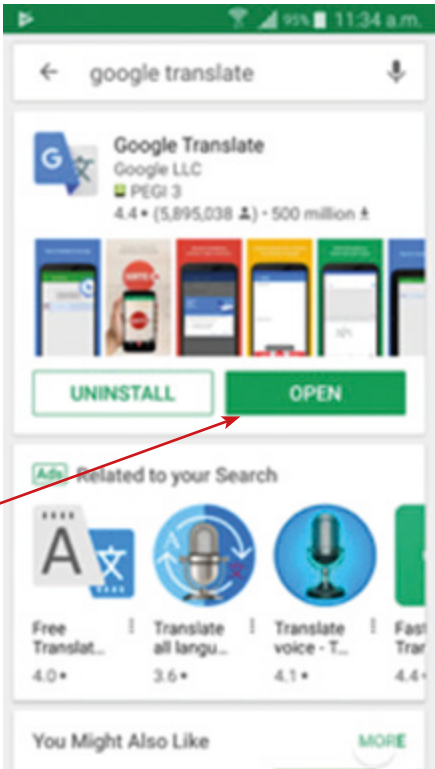 95% 11:34 a.m.
google translate
Google Translate
Google LLC
PEGI 3
4.4 (5,895,038) • 500 million
UNINSTALL
OPEN
Ads Related to your Search
Free
Translat...
4.0
Translate
all langu...
3.6
Translate
voice - T...
4.1
Fast
Tran
4.4
You Might Also Like
MORE